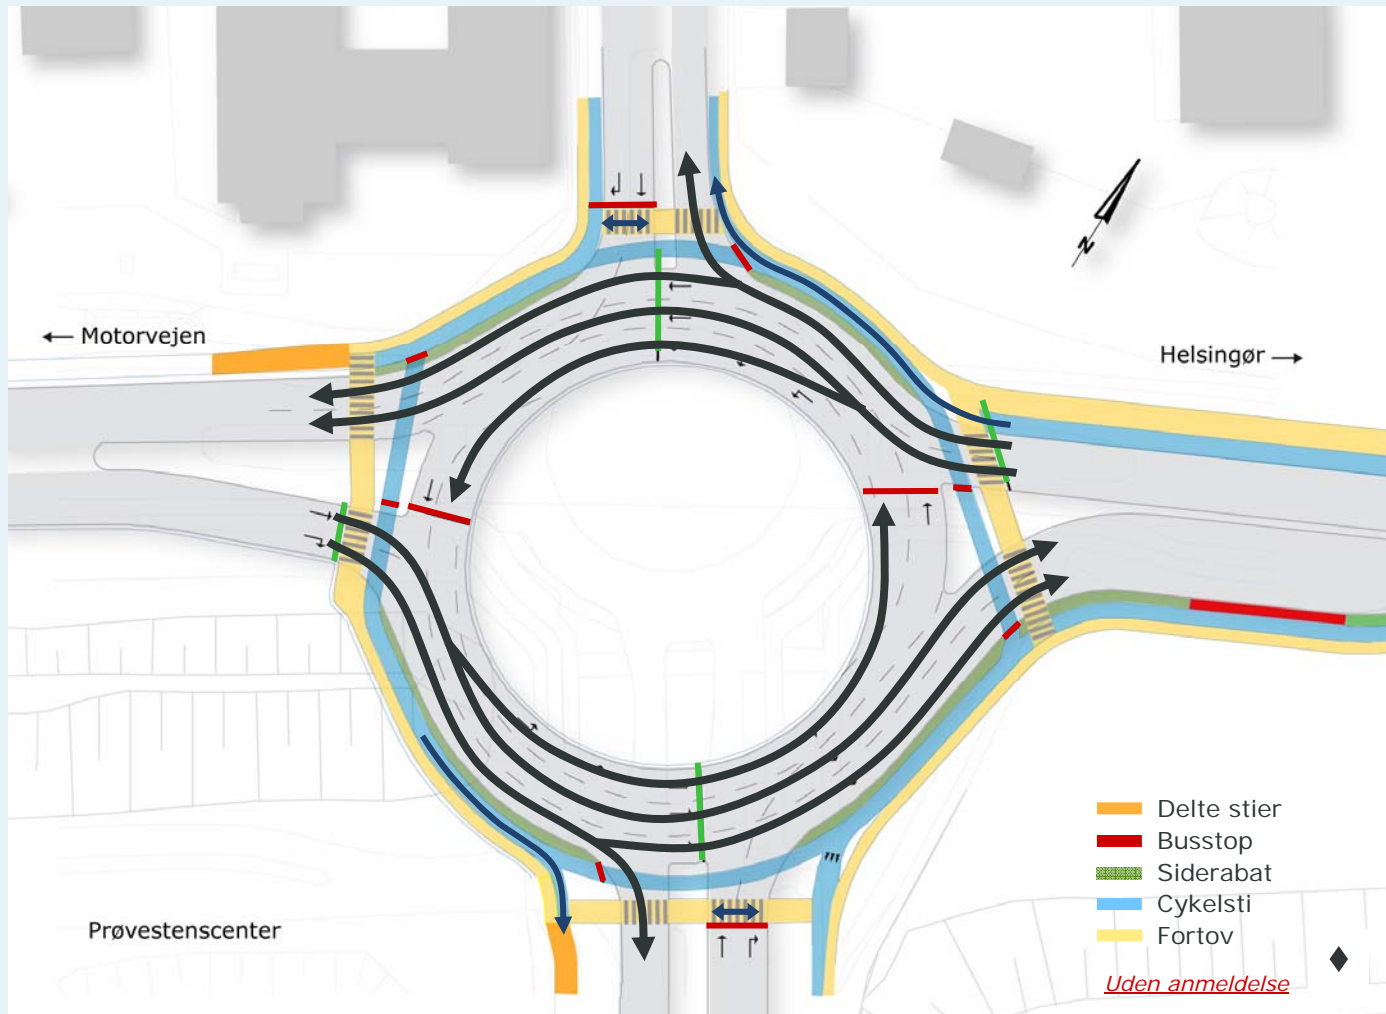 N
← Motorvejen
Helsingør →
Prøvestenscenter
Delte stier
Busstop
Siderabat
Cykelsti
Fortov
Uden anmeldelse